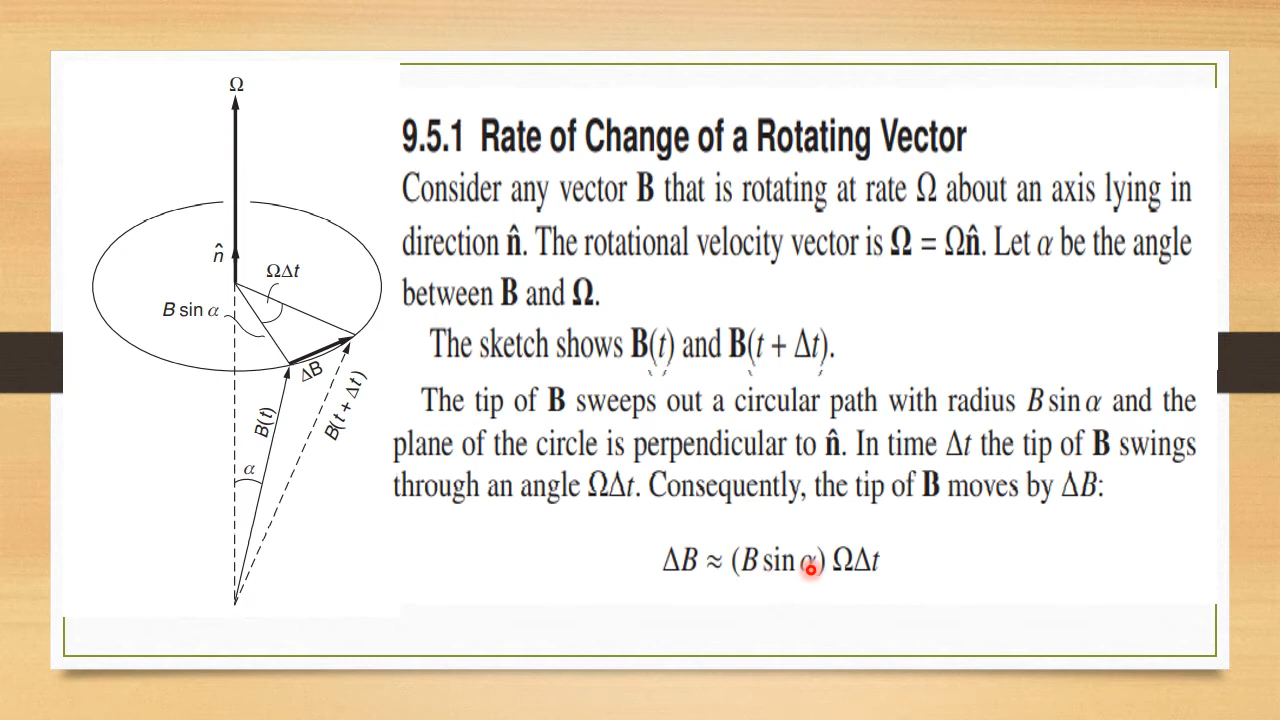 Ω
n̂
ΩΔt
B sin α
ΔB
B(t)
B(t + Δt)
α
9.5.1 Rate of Change of a Rotating Vector
Consider any vector B that is rotating at rate Ω about an axis lying in
direction n̂. The rotational velocity vector is Ω = Ωn̂. Let α be the angle
between B and Ω.
The sketch shows B(t) and B(t + Δt).
The tip of B sweeps out a circular path with radius B sin α and the
plane of the circle is perpendicular to n̂. In time Δt the tip of B swings
through an angle ΩΔt. Consequently, the tip of B moves by ΔB:
ΔB ≈ (B sin α) ΩΔt